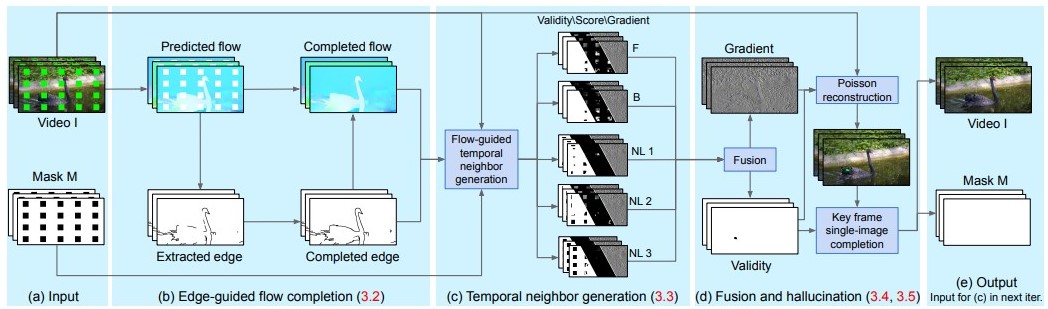 Video I
Mask M
(a) Input
Predicted flow
Completed flow
Extracted edge
Completed edge
(b) Edge-guided flow completion (3.2)
Flow-guided
temporal
neighbor
generation
Validity\Score\Gradient
F
B
NL 1
NL 2
NL 3
(c) Temporal neighbor generation (3.3)
Gradient
Fusion
Validity
Poisson
reconstruction
Key frame
single-image
completion
(d) Fusion and hallucination (3.4, 3.5)
Video I
Mask M
(e) Output
Input for (c) in next iter.